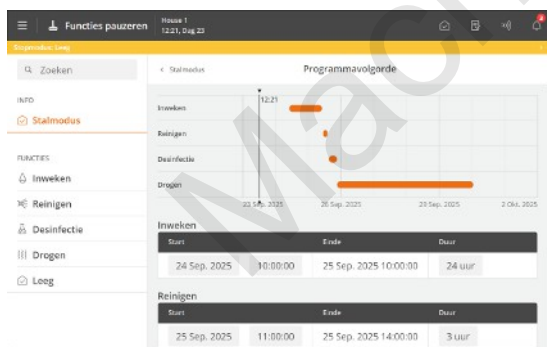 Functies pauzeren
House 1
12:21, Dag 23
2
Stalmodus: Leeg
Zoeken
< Stalmodus
Programmavolgorde
INFO
Stalmodus
FUNCTIES
Inweken
Reinigen
Desinfectie
Drogen
Leeg
12:21
Inweken
Reinigen
Desinfectie
Drogen
23 Sep. 2025
26 Sep. 2025
29 Sep. 2025
2 Okt. 2025
Inweken
Start Einde Duur
24 Sep. 2025 10:00:00 25 Sep. 2025 10:00:00 24 uur
Reinigen
Start Einde Duur
25 Sep. 2025 11:00:00 25 Sep. 2025 14:00:00 3 uur